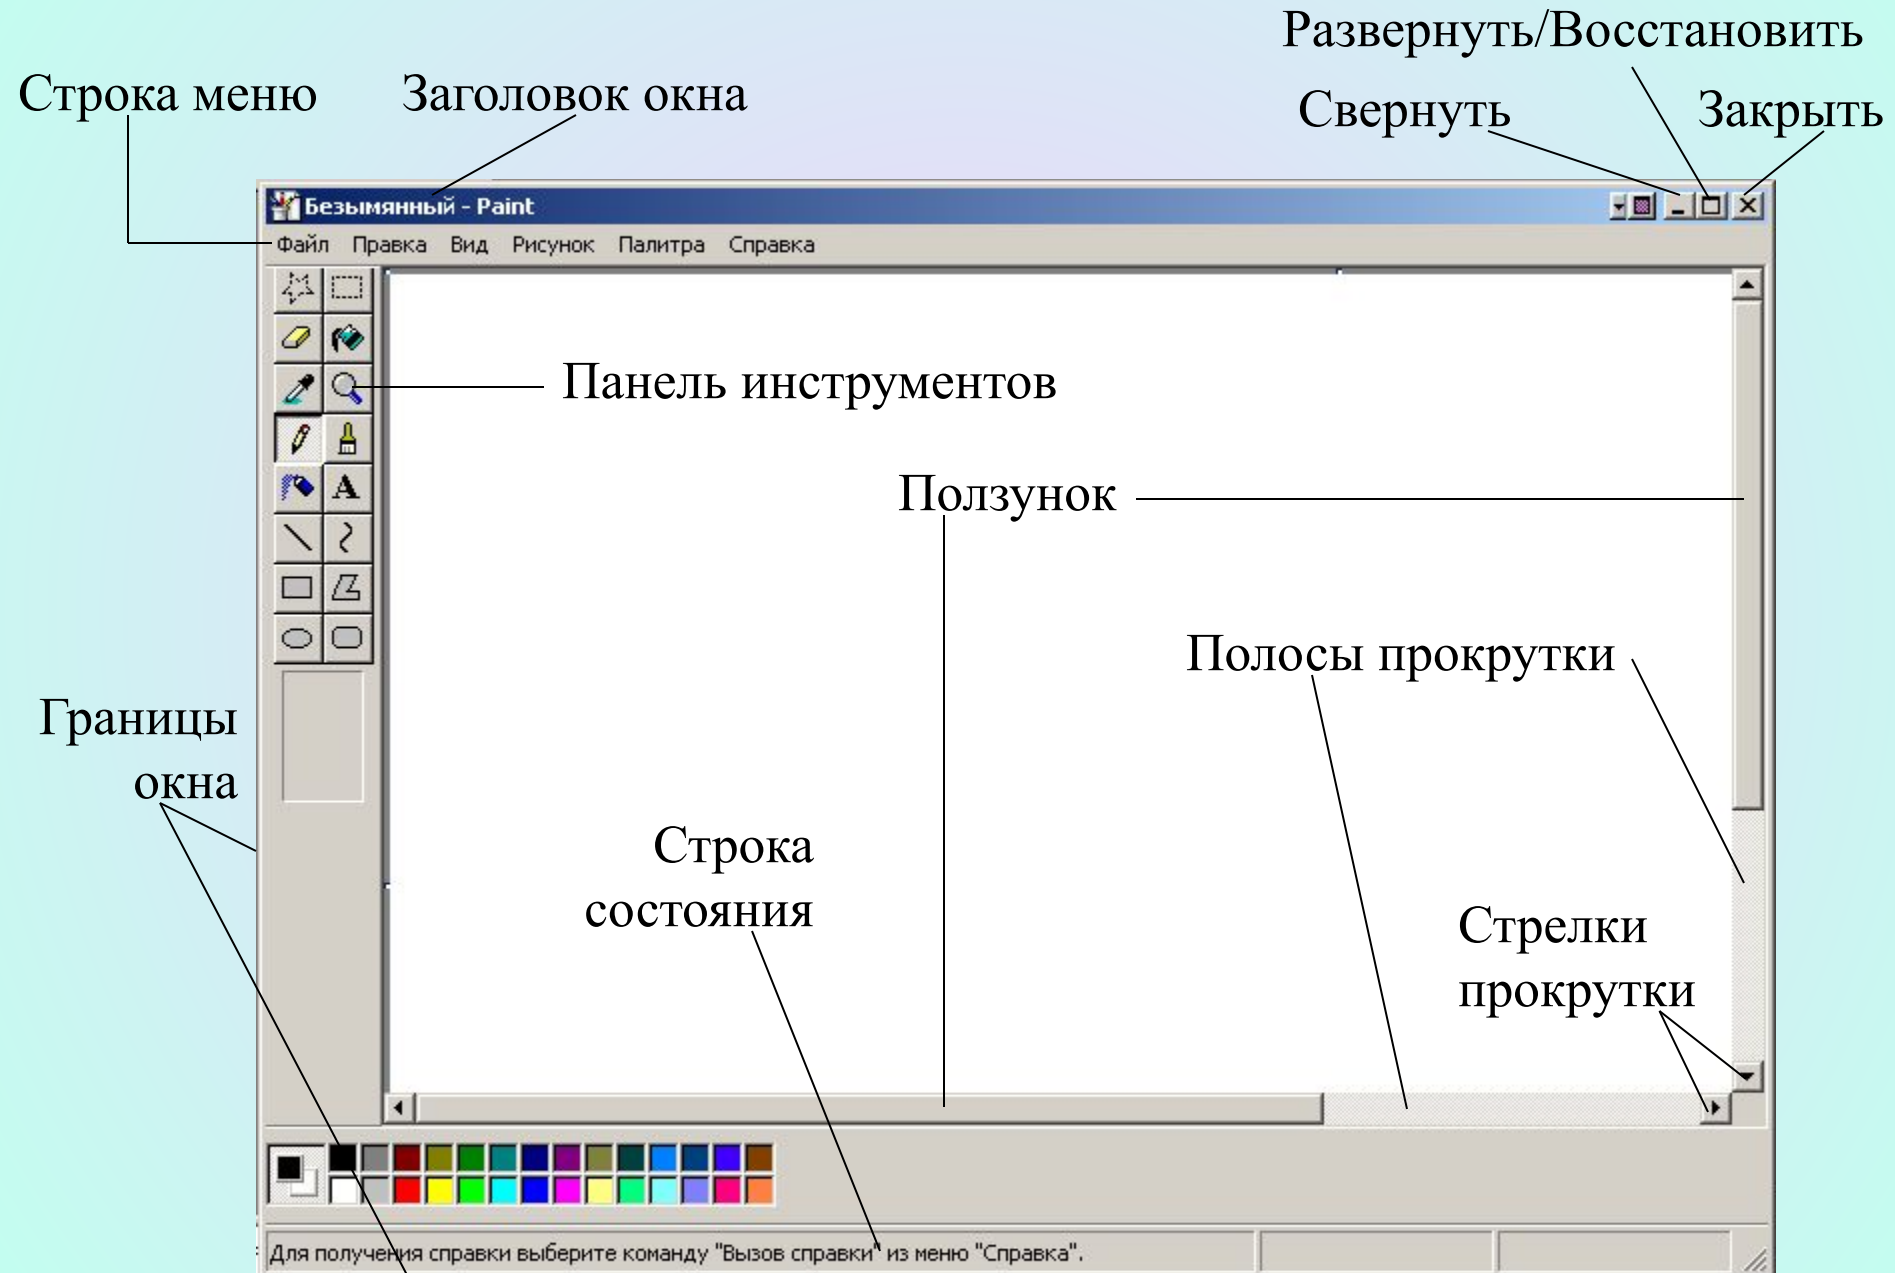 Развернуть/Восстановить
Строка меню
Заголовок окна
Свернуть
Закрыть
Безымянный - Paint
Файл Правка Вид Рисунок Палитра Справка
A
Панель инструментов
Ползунок
Полосы прокрутки
Границы
окна
Строка
состояния
Стрелки
прокрутки
Для получения справки выберите команду "Вызов справки" из меню "Справка".